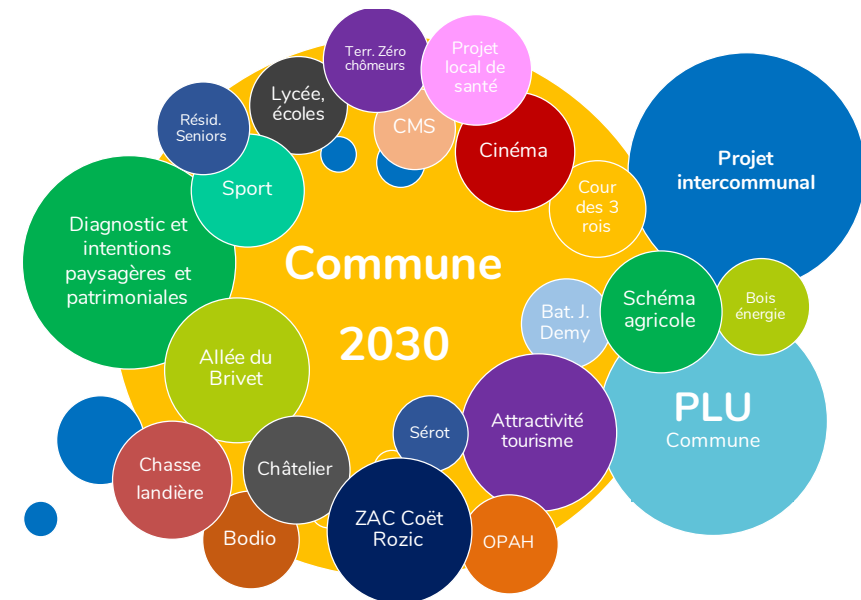 Terr. Zéro
chômeurs
Projet
local de
santé
Lycée,
écoles
Résid.
Seniors
CMS
Cinéma
Sport
Cour
des 3
rois
Projet
intercommunal
Diagnostic et
intentions
paysagères et
patrimoniales
Commune
2030
Bat. J.
Demy
Schéma
agricole
Bois
énergie
Allée du
Brivet
PLU
Commune
Sérot
Attractivité
tourisme
Chasse
landière
Châtelier
ZAC Coët
Rozic
Bodio
OPAH